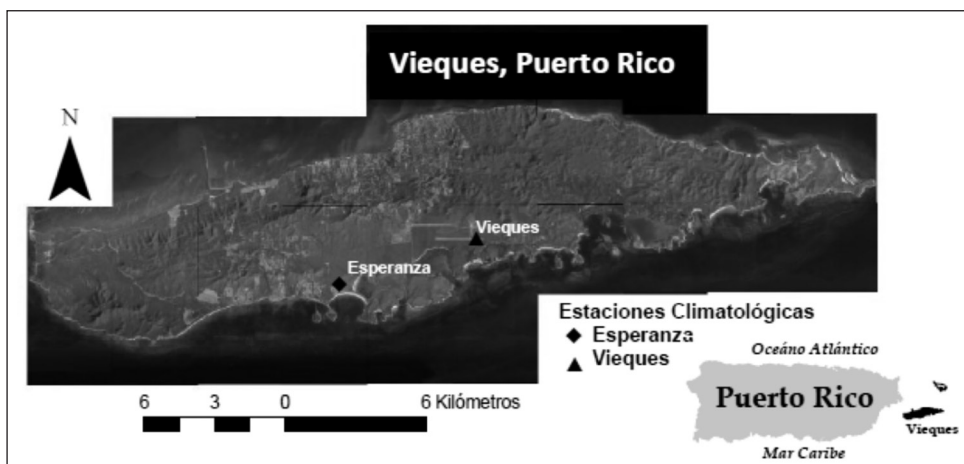 Vieques, Puerto Rico
N
Vieques
Esperanza
Estaciones Climatológicas
Esperanza
Vieques
6 3 0 6 Kilómetros
Oceáno Atlántico
Puerto Rico
Vieques
Mar Caribe